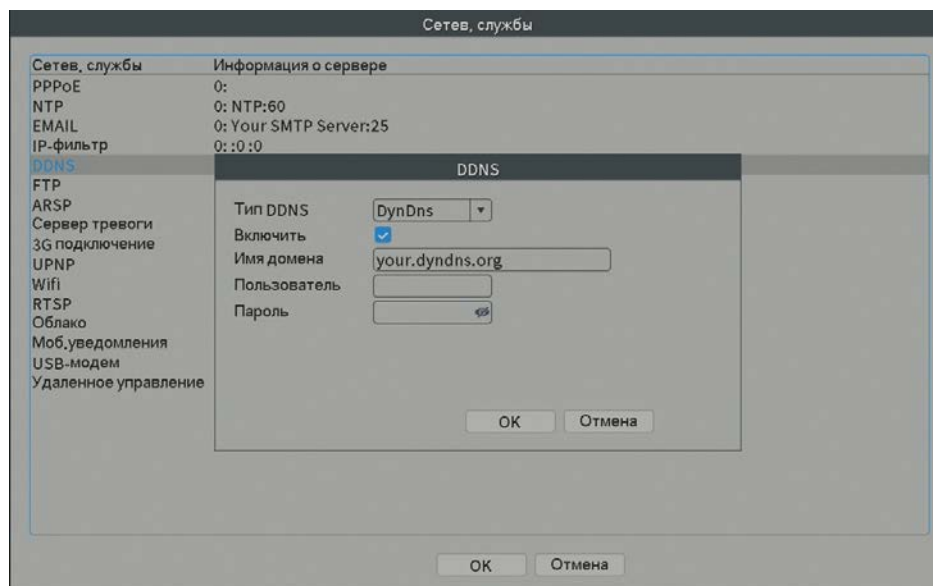 Сетев, службы
Сетев, службы Информация о сервере
PPPoE 0:
NTP 0: NTP:60
EMAIL 0: Your SMTP Server:25
IP-фильтр 0: :0 :0
DDNS
DDNS
FTP
ARSP
Сервер тревоги
3G подключение
UPNP
Wifi
RTSP
Облако
Моб.уведомления
USB-модем
Удаленное управление
Тип DDNS DynDns
Включить
Имя домена your.dyndns.org
Пользователь
Пароль
OK Отмена
OK Отмена